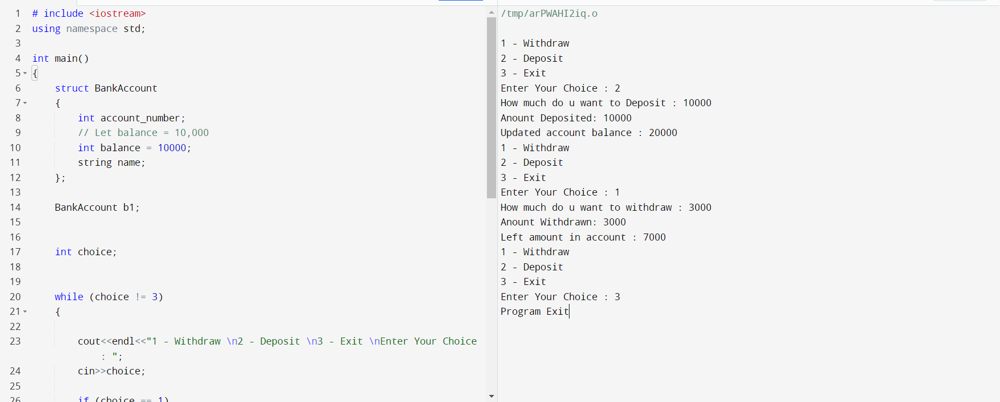 1 # include <iostream>
2 using namespace std;
3
4 int main()
5 {
6 struct BankAccount
7 {
8 int account_number;
9 // Let balance = 10,000
10 int balance = 10000;
11 string name;
12 };
13
14 BankAccount b1;
15
16
17 int choice;
18
19
20 while (choice != 3)
21 {
22
23 cout<<endl<<"1 - Withdraw \n2 - Deposit \n3 - Exit \nEnter Your Choice
: ";
24 cin>>choice;
25
26 if (choice == 1)
/tmp/arPWAHI2iq.o
1 - Withdraw
2 - Deposit
3 - Exit
Enter Your Choice : 2
How much do u want to Deposit : 10000
Anount Deposited: 10000
Updated account balance : 20000
1 - Withdraw
2 - Deposit
3 - Exit
Enter Your Choice : 1
How much do u want to withdraw : 3000
Anount Withdrawn: 3000
Left amount in account : 7000
1 - Withdraw
2 - Deposit
3 - Exit
Enter Your Choice : 3
Program Exit